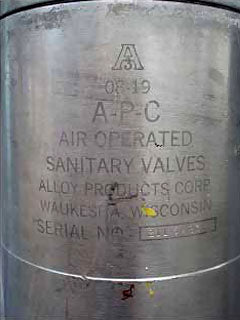 A
3
08-19
A-P-C
AIR OPERATED
SANITARY VALVES
ALLOY PRODUCTS CORP.
WAUKESHA, WISCONSIN
SERIAL NO.